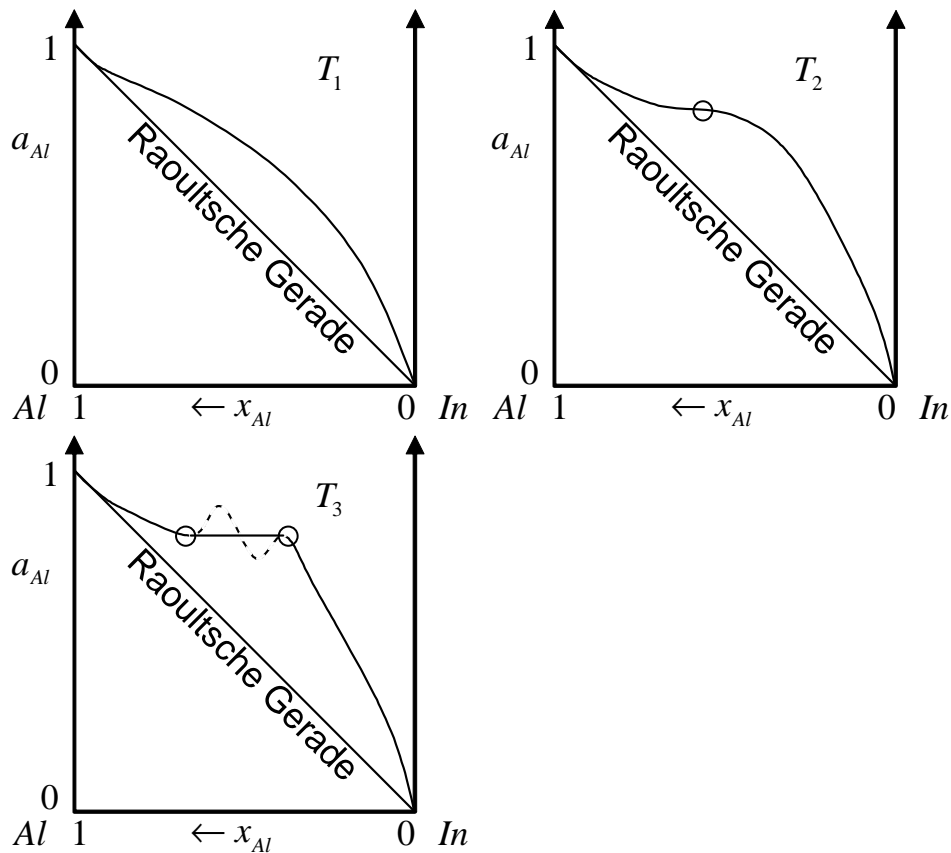 1
T₁
a_Al
Raoultsche Gerade
0
Al 1 ← x_Al 0 In
1
T₂
a_Al
Raoultsche Gerade
0
Al 1 ← x_Al 0 In
1
T₃
a_Al
Raoultsche Gerade
0
Al 1 ← x_Al 0 In